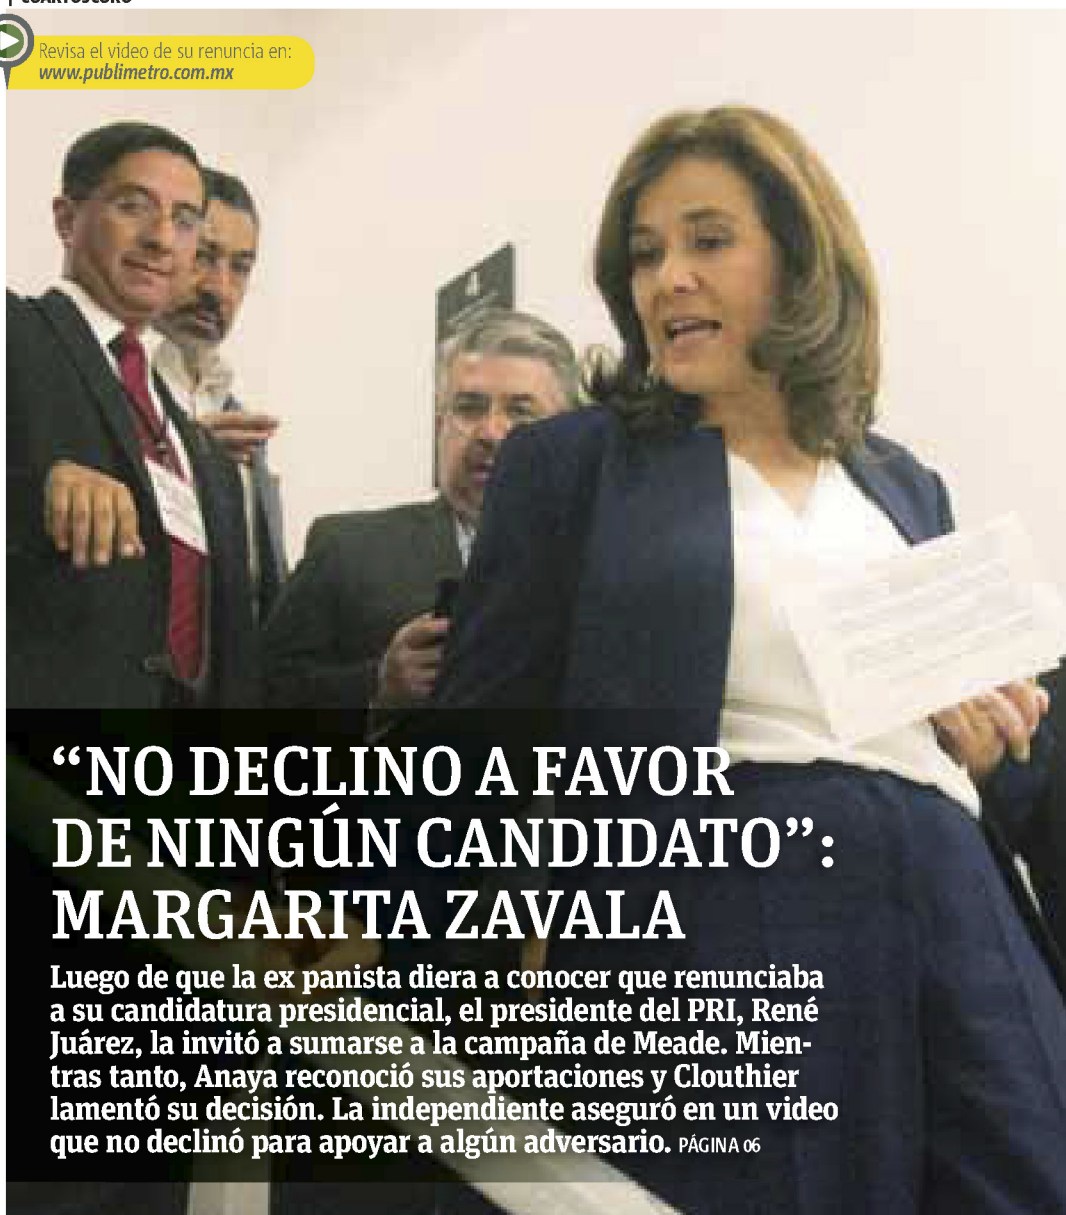 CUARTOSCURO
Revisa el video de su renuncia en:
www.publimetro.com.mx
4
“NO DECLINO A FAVOR
DE NINGÚN CANDIDATO”:
MARGARITA ZAVALA
Luego de que la ex panista diera a conocer que renunciaba
a su candidatura presidencial, el presidente del PRI, René
Juárez, la invitó a sumarse a la campaña de Meade. Mien-
tras tanto, Anaya reconoció sus aportaciones y Clouthier
lamentó su decisión. La independiente aseguró en un video
que no declinó para apoyar a algún adversario. PÁGINA 06